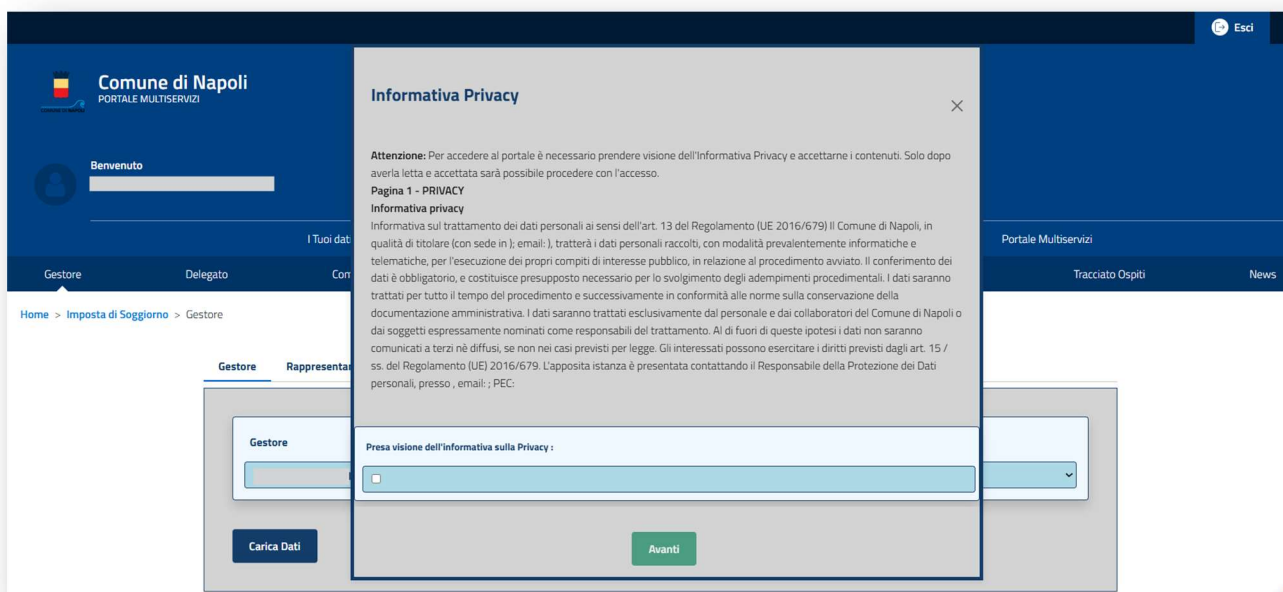 Esci
Comune di Napoli
PORTALE MULTISERVIZI
Benvenuto
I Tuoi dati
Portale Multiservizi
Gestore
Delegato
Com
Tracciato Ospiti
News
Home > Imposta di Soggiorno > Gestore
Gestore
Rappresentan
Gestore
Carica Dati
Informativa Privacy
Attenzione: Per accedere al portale è necessario prendere visione dell'Informativa Privacy e accettarne i contenuti. Solo dopo
averla letta e accettata sarà possibile procedere con l'accesso.
Pagina 1 - PRIVACY
Informativa privacy
Informativa sul trattamento dei dati personali ai sensi dell'art. 13 del Regolamento (UE 2016/679) Il Comune di Napoli, in
qualità di titolare (con sede in ); email: ), tratterà i dati personali raccolti, con modalità prevalentemente informatiche e
telematiche, per l'esecuzione dei propri compiti di interesse pubblico, in relazione al procedimento avviato. Il conferimento dei
dati è obbligatorio, e costituisce presupposto necessario per lo svolgimento degli adempimenti procedimentali. I dati saranno
trattati per tutto il tempo del procedimento e successivamente in conformità alle norme sulla conservazione della
documentazione amministrativa. I dati saranno trattati esclusivamente dal personale e dai collaboratori del Comune di Napoli o
dai soggetti espressamente nominati come responsabili del trattamento. Al di fuori di queste ipotesi i dati non saranno
comunicati a terzi nè diffusi, se non nei casi previsti per legge. Gli interessati possono esercitare i diritti previsti dagli art. 15 /
ss. del Regolamento (UE) 2016/679. L'apposita istanza è presentata contattando il Responsabile della Protezione dei Dati
personali, presso , email: ; PEC:
Presa visione dell'informativa sulla Privacy :
Avanti